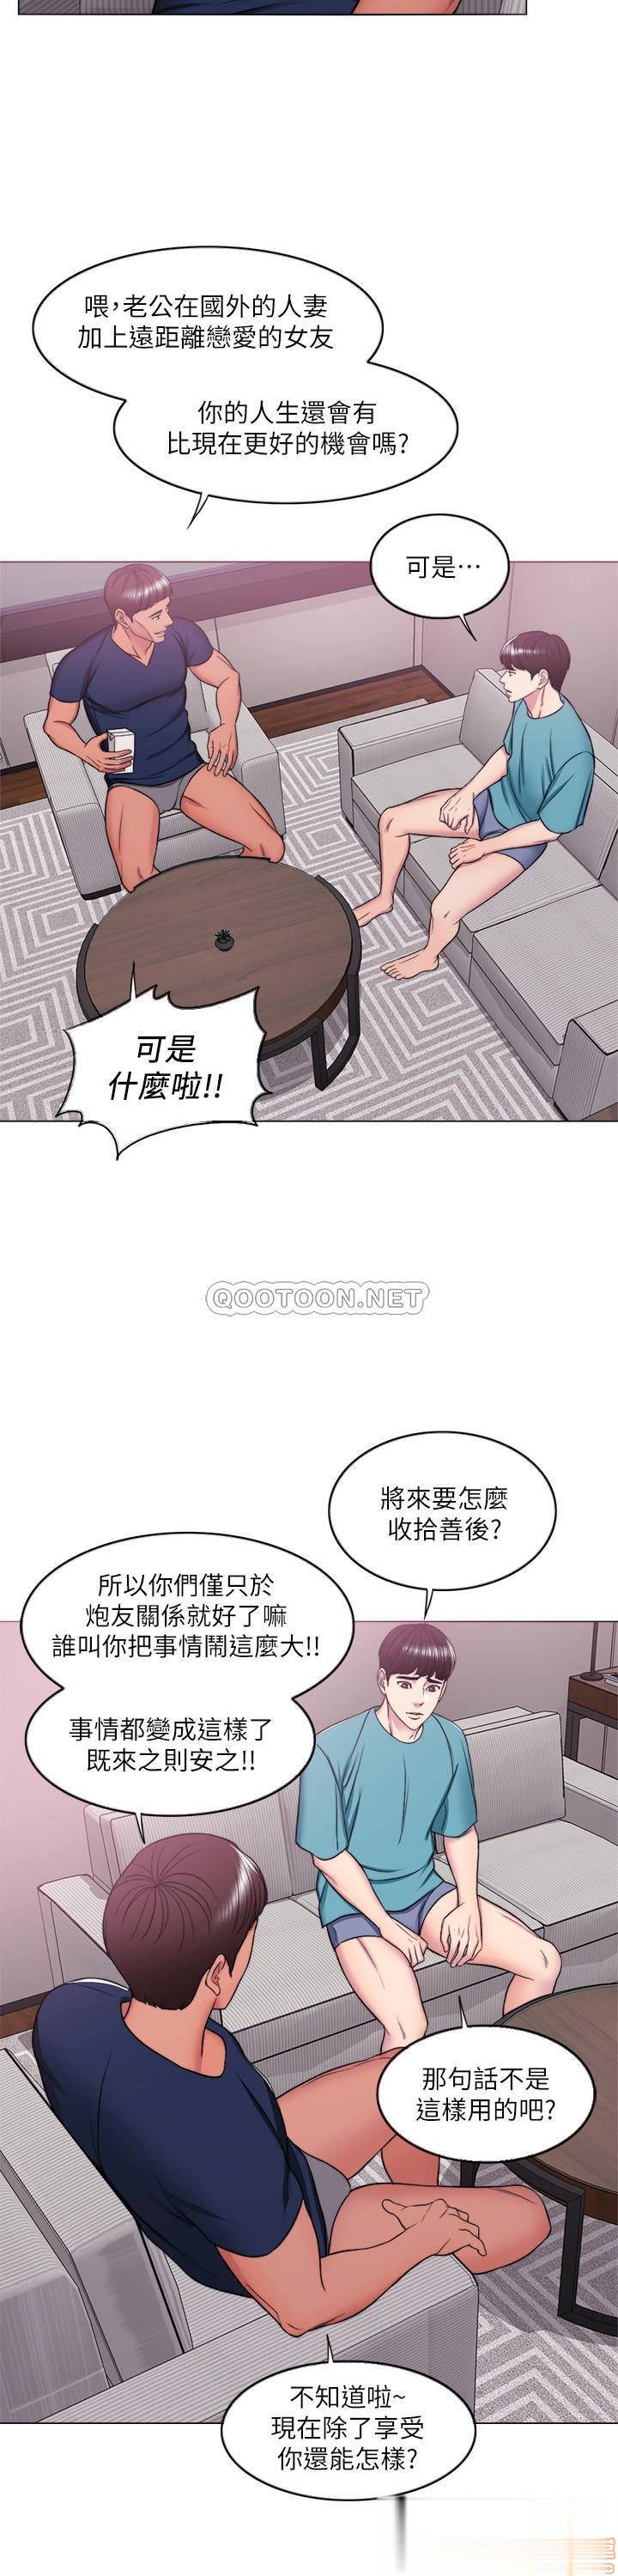 喂，老公在國外的人妻
加上遠距離戀愛的女友
你的人生還會有
比現在更好的機會嗎?
可是…
可是
什麼啦!!
QOOTOON.NET
將來要怎麼
收拾善後?
所以你們僅只於
炮友關係就好了嘛
誰叫你把事情鬧這麼大!!
事情都變成這樣了
既來之則安之!!
那句話不是
這樣用的吧?
不知道啦~
現在除了享受
你還能怎樣?